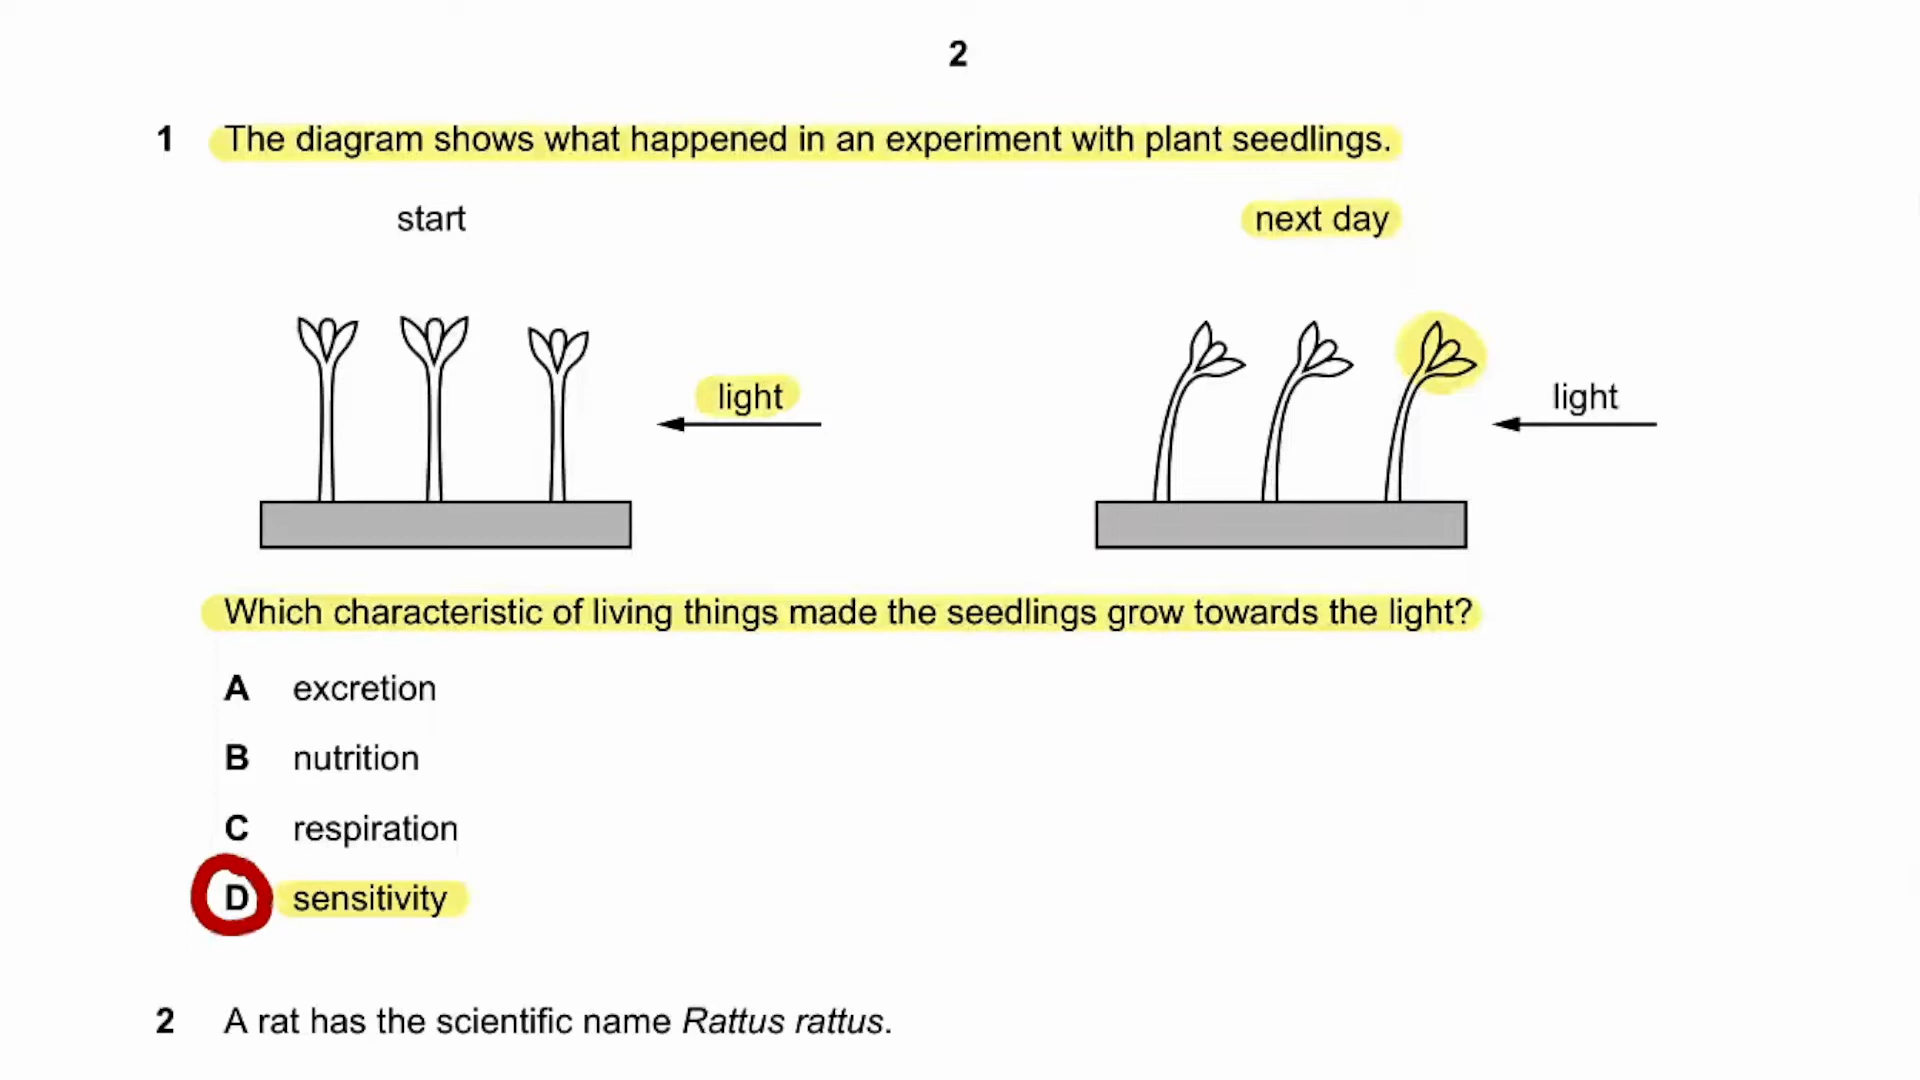 2
1 The diagram shows what happened in an experiment with plant seedlings.
start next day
light light
Which characteristic of living things made the seedlings grow towards the light?
A excretion
B nutrition
C respiration
D sensitivity
2 A rat has the scientific name Rattus rattus.